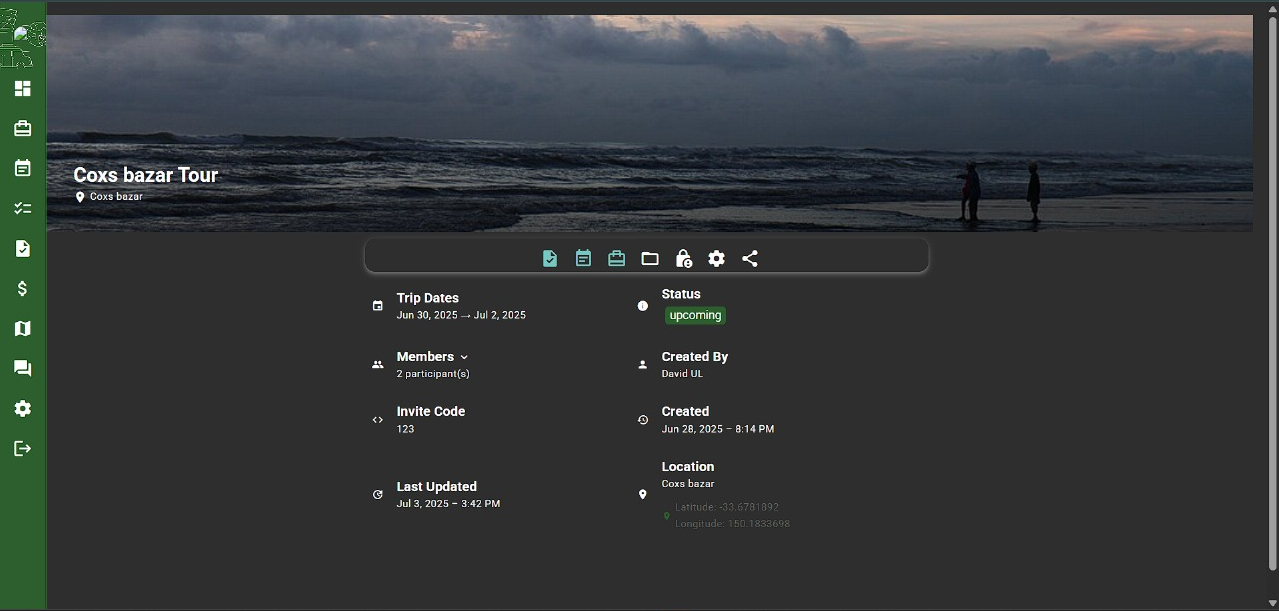 Coxs bazar Tour
Coxs bazar
Trip Dates
Jun 30, 2025 → Jul 2, 2025
Status
upcoming
Members
2 participant(s)
Created By
David UL
Invite Code
123
Created
Jun 28, 2025 – 8:14 PM
Last Updated
Jul 3, 2025 – 3:42 PM
Location
Coxs bazar
Latitude: -33.6781892
Longitude: 150.1833698